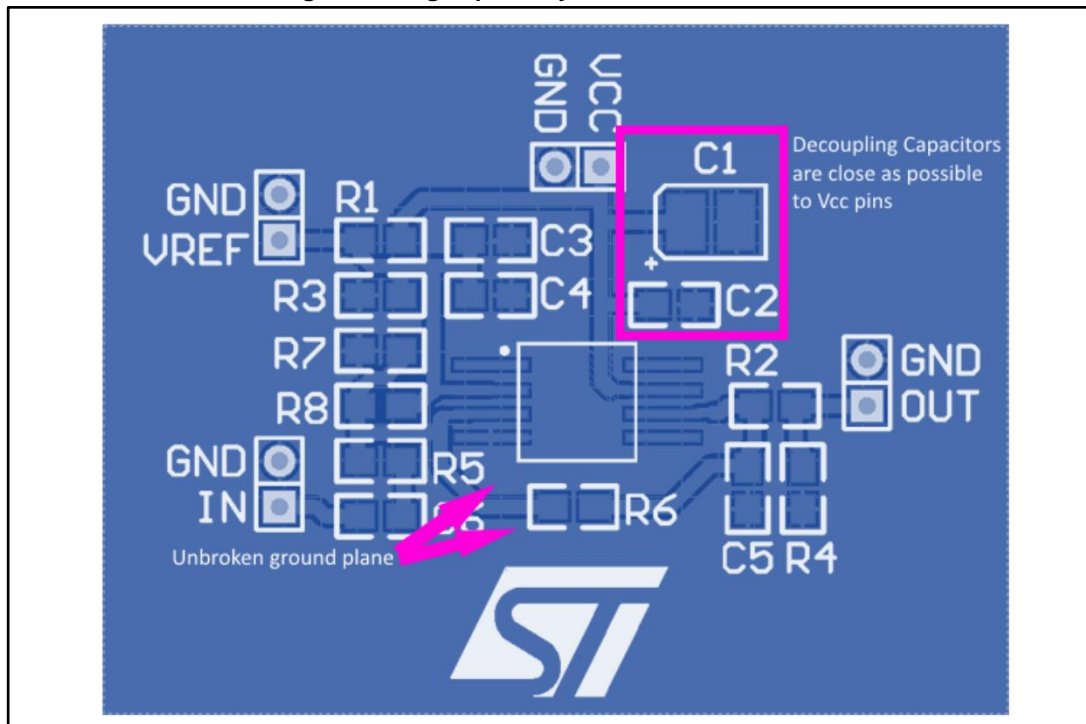 GND
VCC
C1
Decoupling Capacitors
are close as possible
to Vcc pins
GND
VREF
R1
C3
R3
C4
C2
R7
R2
GND
R8
OUT
GND
R5
IN
R6
Unbroken ground plane
C5 R4
ST